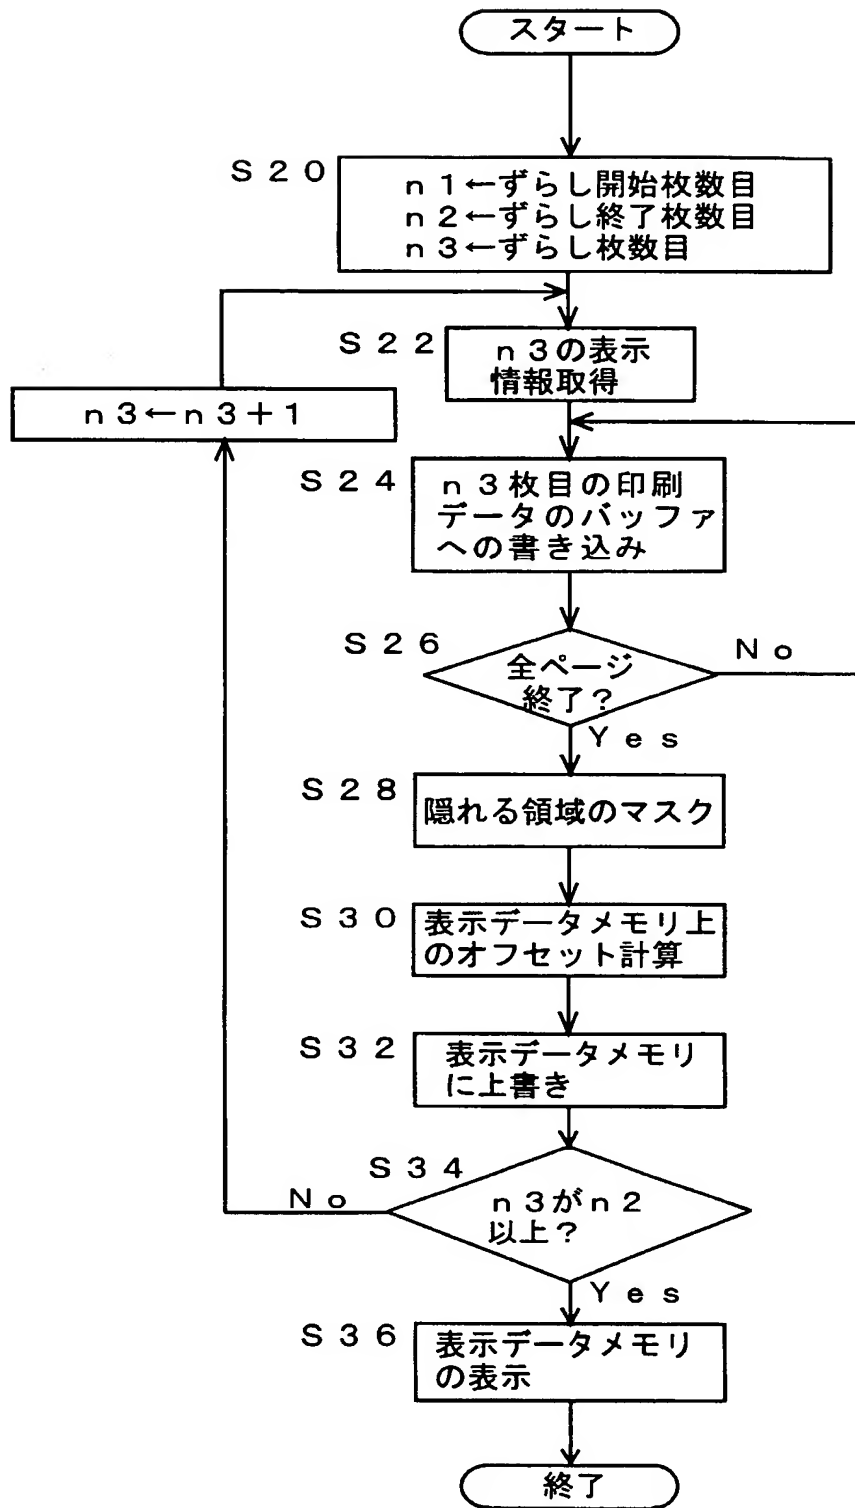 スタート
S20
n1←ずらし開始枚数目
n2←ずらし終了枚数目
n3←ずらし枚数目
S22
n3の表示
情報取得
n3←n3+1
S24
n3枚目の印刷
データのバッファ
への書き込み
S26
全ページ
終了?
No
Yes
S28
隠れる領域のマスク
S30
表示データメモリ上
のオフセット計算
S32
表示データメモリ
に上書き
S34
n3がn2
以上?
No
Yes
S36
表示データメモリ
の表示
終了